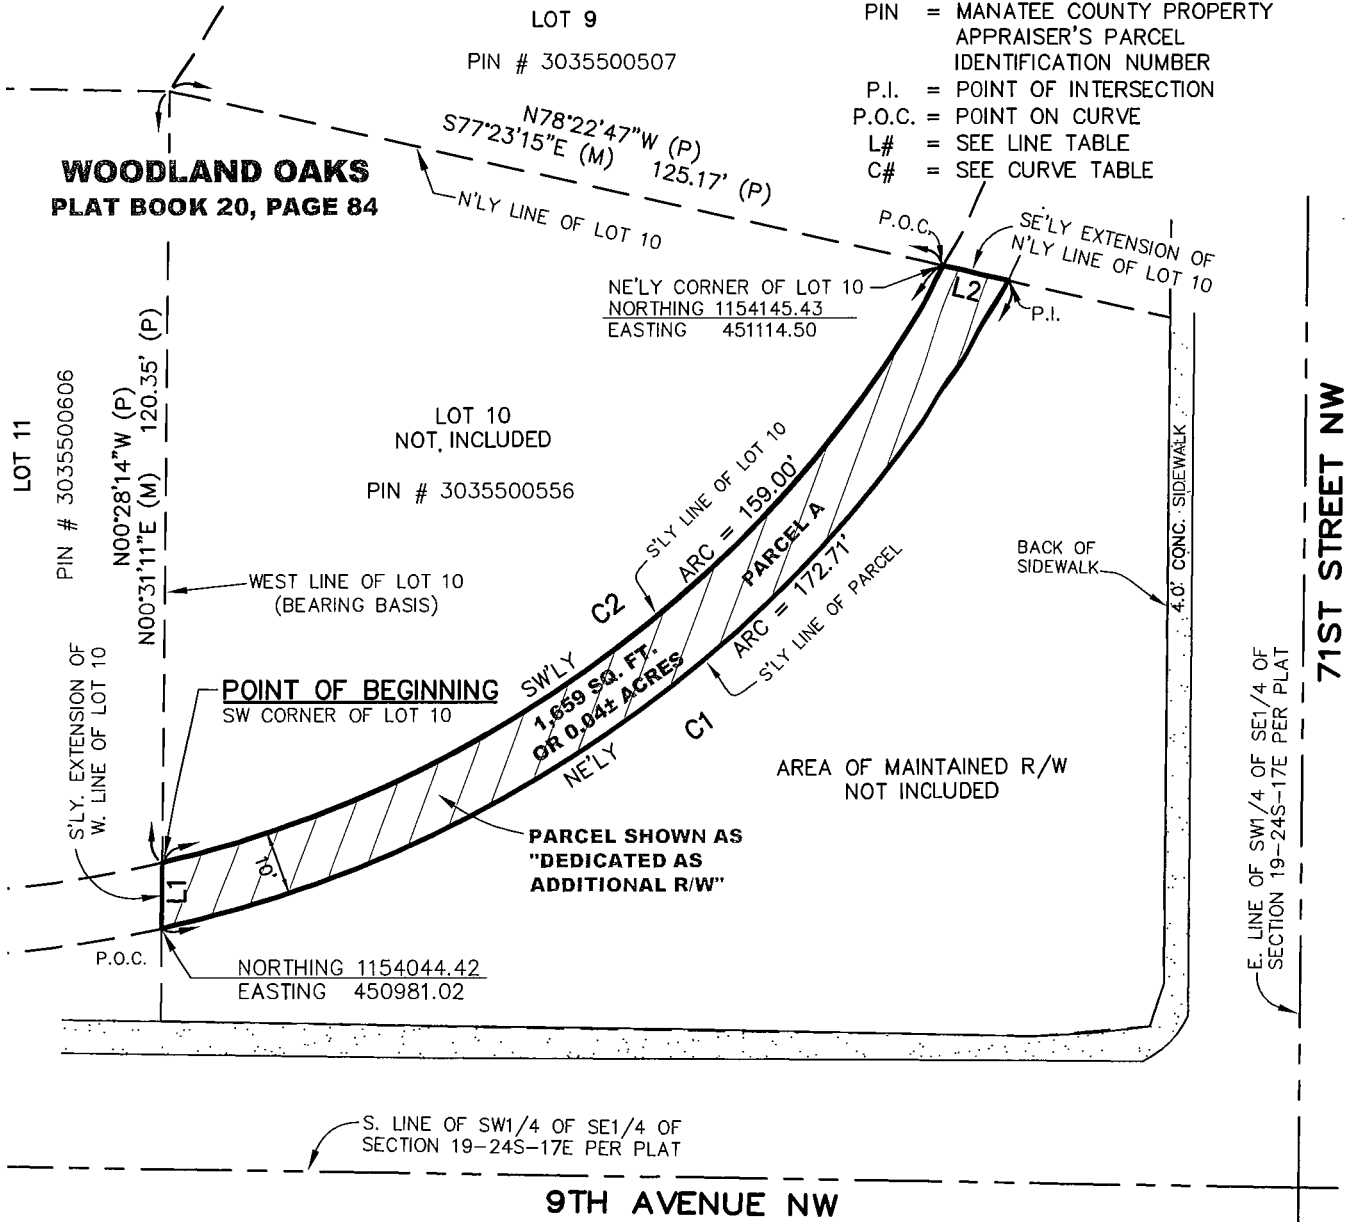 LOT 9
PIN # 3035500507
PIN = MANATEE COUNTY PROPERTY
APPRAISER'S PARCEL
IDENTIFICATION NUMBER
P.I. = POINT OF INTERSECTION
P.O.C. = POINT ON CURVE
L# = SEE LINE TABLE
C# = SEE CURVE TABLE
N78°22'47"W (P)
S77°23'15"E (M) 125.17' (P)
WOODLAND OAKS
PLAT BOOK 20, PAGE 84
N'LY LINE OF LOT 10
P.O.C.
SE'LY EXTENSION OF
N'LY LINE OF LOT 10
NE'LY CORNER OF LOT 10
NORTHING 1154145.43
EASTING 451114.50
L2
P.I.
LOT 11
PIN # 3035500606
N00°28'14"W (P)
N00°31'11"E (M) 120.35' (P)
LOT 10
NOT INCLUDED
PIN # 3035500556
S'LY LINE OF LOT 10
ARC = 159.00'
PARCEL A
ARC = 172.71'
S'LY LINE OF PARCEL
BACK OF
SIDEWALK
4.0' CONC. SIDEWALK
71ST STREET NW
WEST LINE OF LOT 10
(BEARING BASIS)
C2
S'LY. EXTENSION OF
W. LINE OF LOT 10
POINT OF BEGINNING
SW CORNER OF LOT 10
SW'LY
1,659 SQ. FT.
OR 0.04± ACRES
NE'LY
C1
AREA OF MAINTAINED R/W
NOT INCLUDED
E. LINE OF SW1/4 OF SE1/4 OF
SECTION 19-24S-17E PER PLAT
PARCEL SHOWN AS
"DEDICATED AS
ADDITIONAL R/W"
10'
L1
P.O.C.
NORTHING 1154044.42
EASTING 450981.02
S. LINE OF SW1/4 OF SE1/4 OF
SECTION 19-24S-17E PER PLAT
9TH AVENUE NW